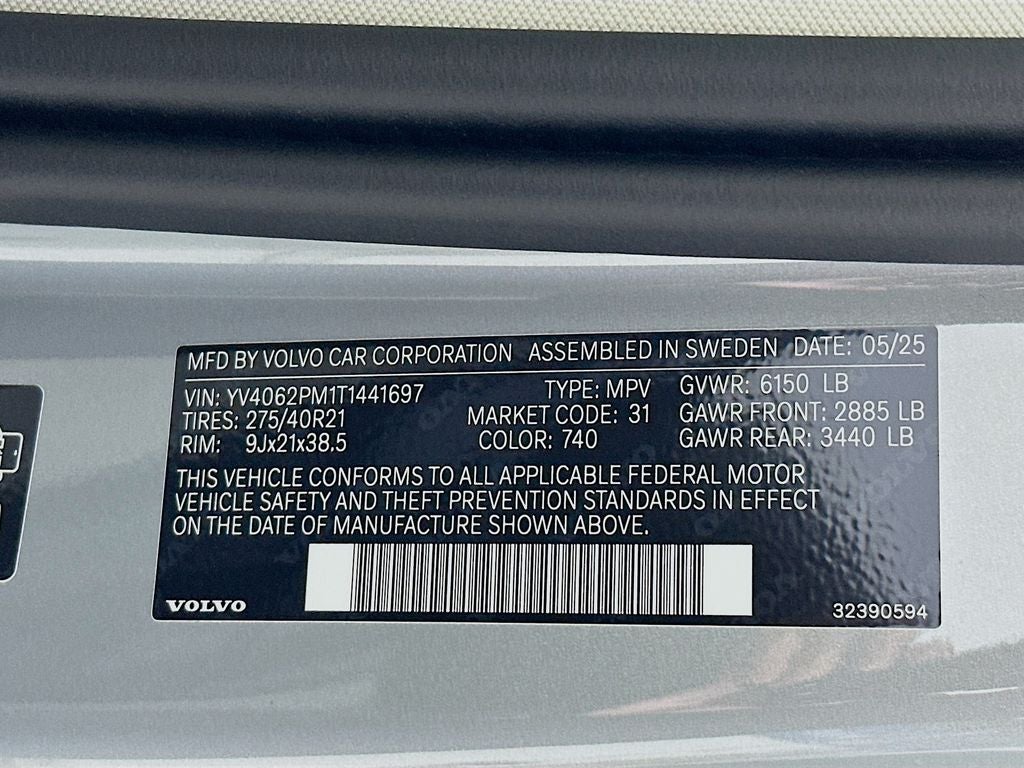 MFD BY VOLVO CAR CORPORATION ASSEMBLED IN SWEDEN DATE: 05/25
VIN: YV4062PM1T1441697 TYPE: MPV GVWR: 6150 LB
TIRES: 275/40R21 MARKET CODE: 31 GAWR FRONT: 2885 LB
RIM: 9Jx21x38.5 COLOR: 740 GAWR REAR: 3440 LB
THIS VEHICLE CONFORMS TO ALL APPLICABLE FEDERAL MOTOR
VEHICLE SAFETY AND THEFT PREVENTION STANDARDS IN EFFECT
ON THE DATE OF MANUFACTURE SHOWN ABOVE.
VOLVO 32390594